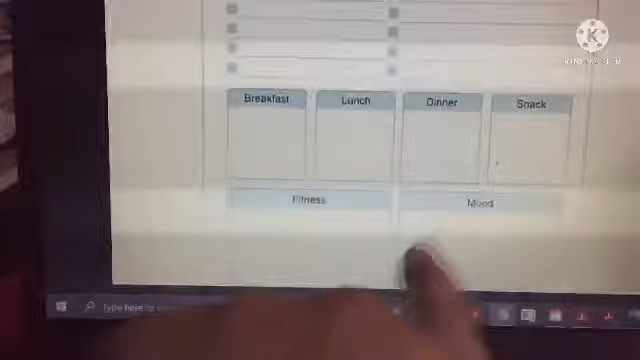 KINEMASTER
Breakfast Lunch Dinner Snack
Fitness Mood
Type here to